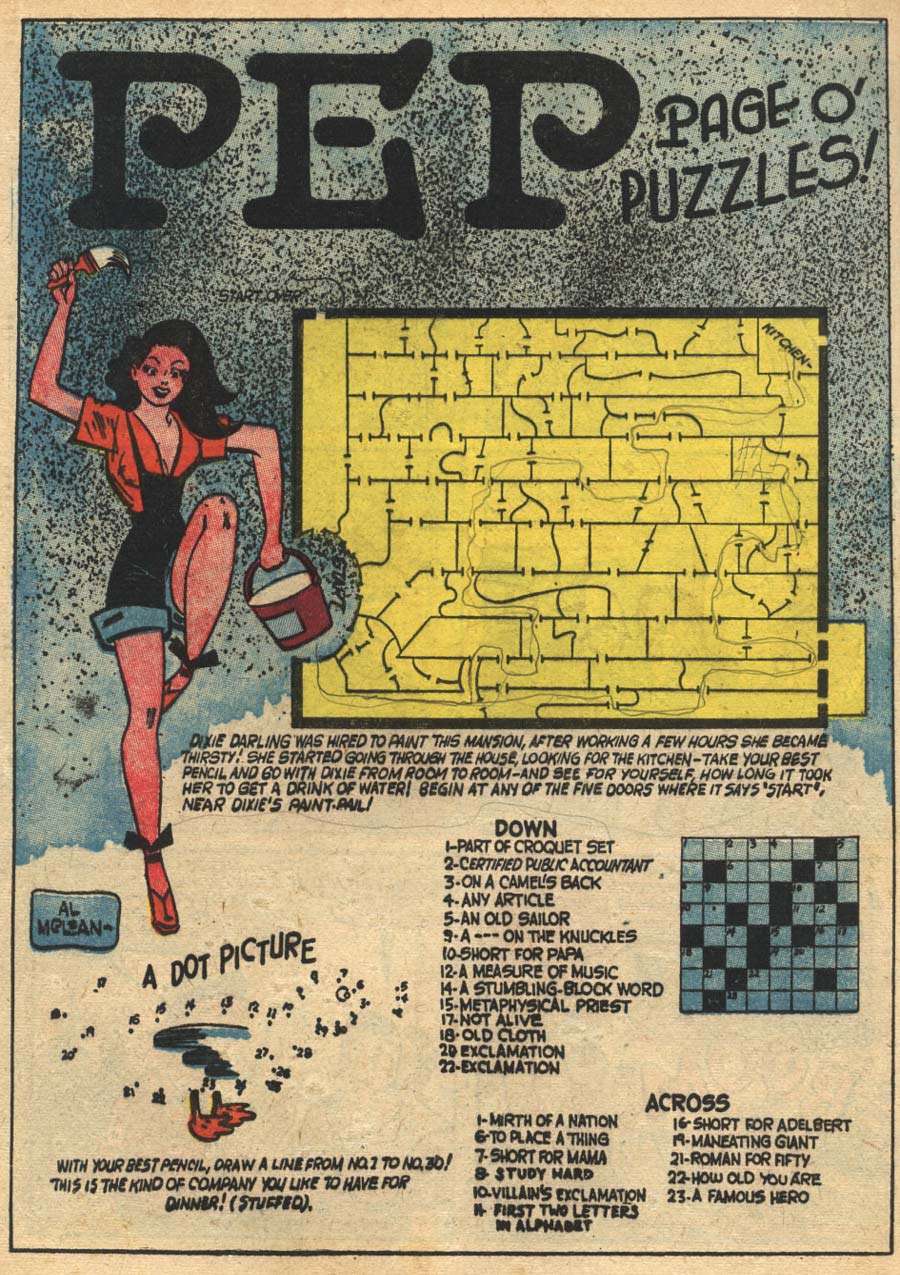 PEP
PAGE O'
PUZZLES!
START OVER
KITCHEN-
START
DIXIE DARLING WAS HIRED TO PAINT THIS MANSION, AFTER WORKING A FEW HOURS SHE BECAME
THIRSTY! SHE STARTED GOING THROUGH THE HOUSE, LOOKING FOR THE KITCHEN-TAKE YOUR BEST
PENCIL AND GO WITH DIXIE FROM ROOM TO ROOM-AND SEE FOR YOURSELF, HOW LONG IT TOOK
HER TO GET A DRINK OF WATER! BEGIN AT ANY OF THE FIVE DOORS WHERE IT SAYS "START",
NEAR DIXIE'S PAINT-PAIL!
AL
MCLEAN-
A DOT PICTURE
WITH YOUR BEST PENCIL, DRAW A LINE FROM NO.1 TO NO.30!
THIS IS THE KIND OF COMPANY YOU LIKE TO HAVE FOR
DINNER! (STUFFED).
DOWN
1-PART OF CROQUET SET
2-CERTIFIED PUBLIC ACCOUNTANT
3-ON A CAMEL'S BACK
4-ANY ARTICLE
5-AN OLD SAILOR
9-A --- ON THE KNUCKLES
10-SHORT FOR PAPA
12-A MEASURE OF MUSIC
14-A STUMBLING-BLOCK WORD
15-METAPHYSICAL PRIEST
17-NOT ALIVE
18-OLD CLOTH
20 EXCLAMATION
22-EXCLAMATION
ACROSS
1-MIRTH OF A NATION
6-TO PLACE A THING
7-SHORT FOR MAMA
8-STUDY HARD
10-VILLAIN'S EXCLAMATION
11-FIRST TWO LETTERS
IN ALPHABET
16-SHORT FOR ADELBERT
19-MANEATING GIANT
21-ROMAN FOR FIFTY
22-HOW OLD YOU ARE
23-A FAMOUS HERO